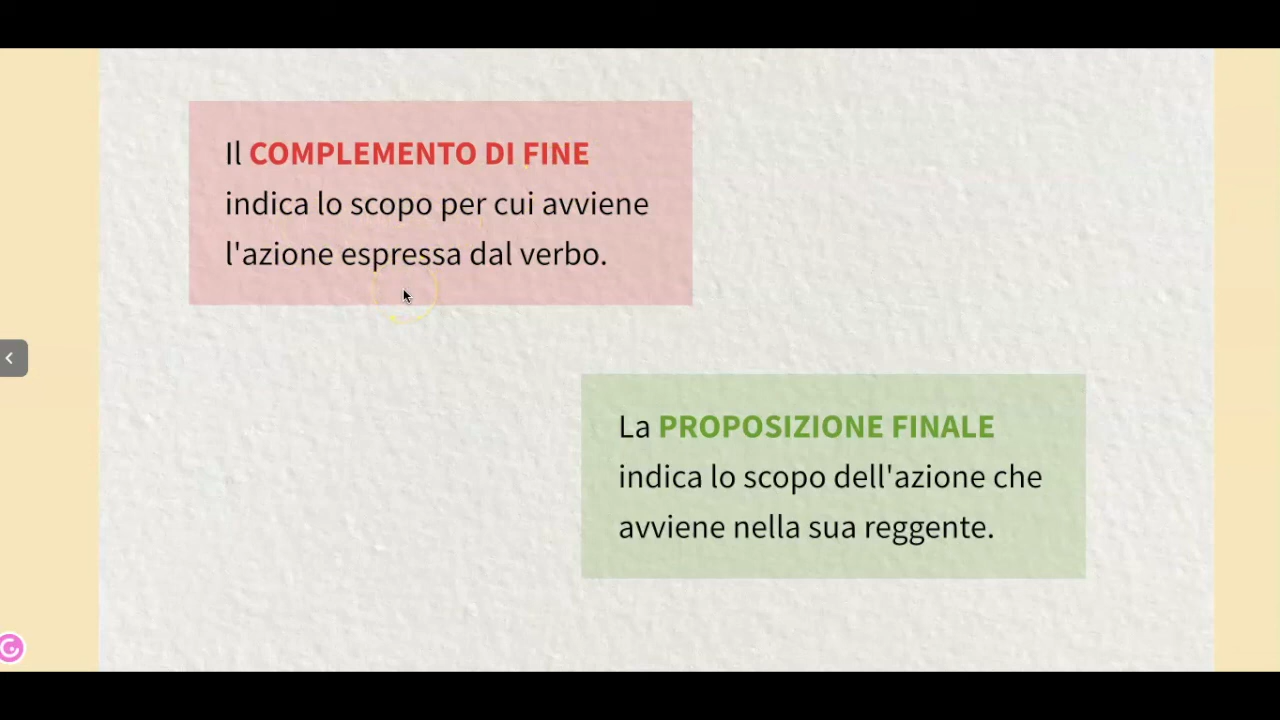 Il COMPLEMENTO DI FINE
indica lo scopo per cui avviene
l'azione espressa dal verbo.
La PROPOSIZIONE FINALE
indica lo scopo dell'azione che
avviene nella sua reggente.